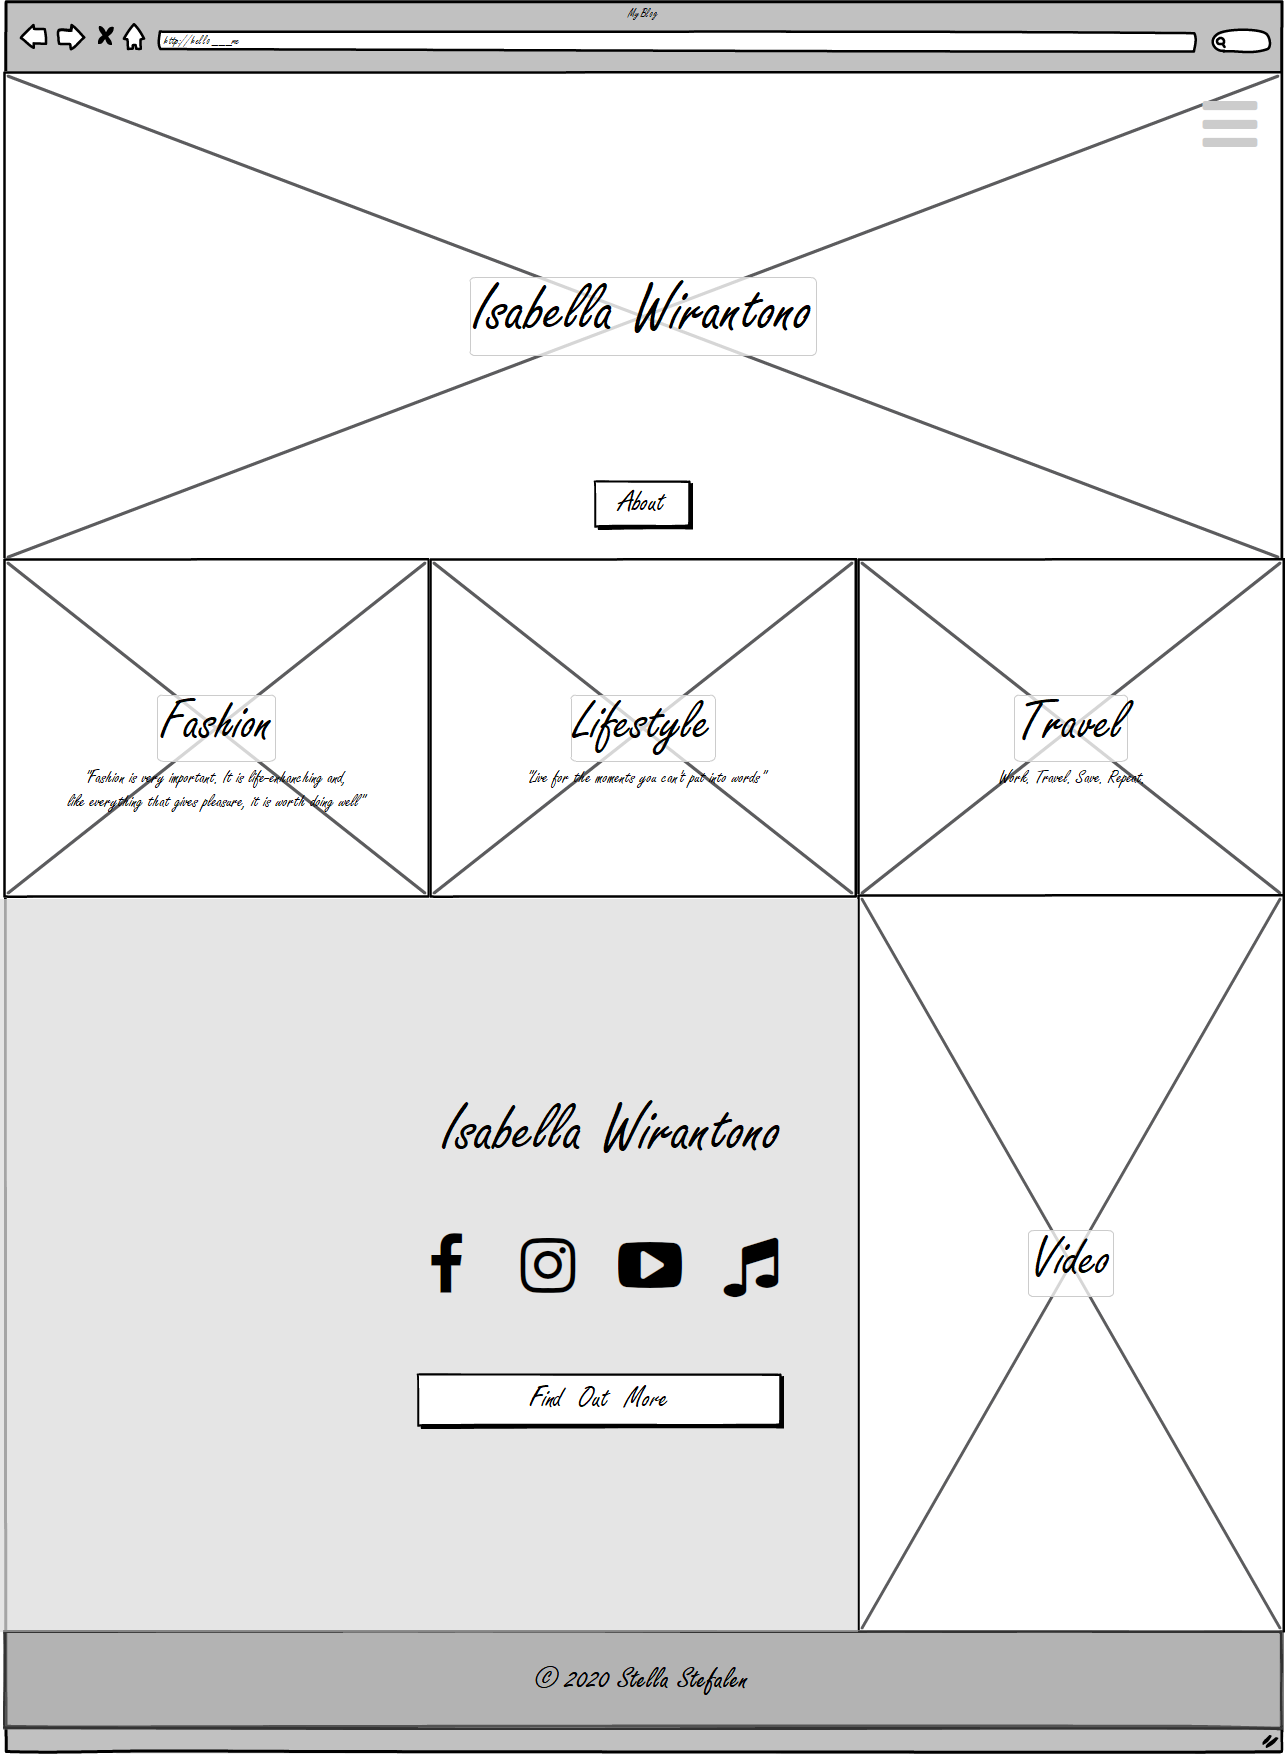 My Blog
http://hello___me
Isabella Wirantono
About
Fashion
Lifestyle
Travel
"Fashion is very important. It is life-enhanching and,
like everything that gives pleasure, it is worth doing well"
"Live for the moments you can't put into words"
Work. Travel. Save. Repeat.
Isabella Wirantono
Video
Find Out More
© 2020 Stella Stefalen